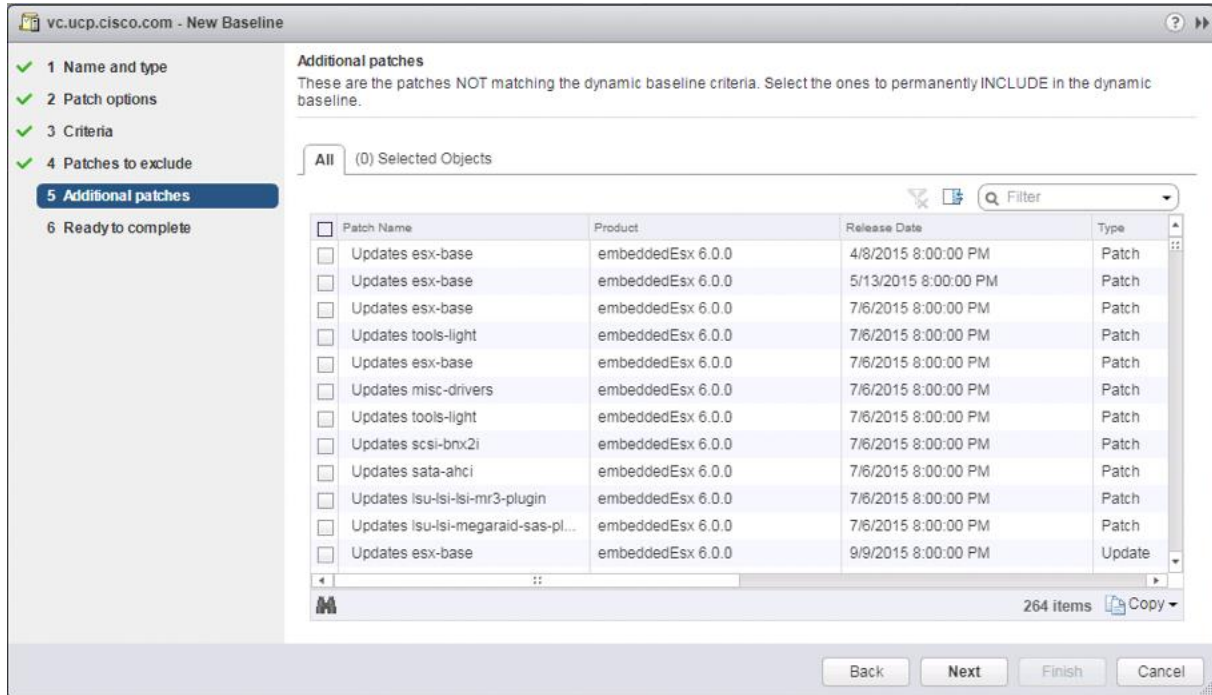 vc.ucp.cisco.com - New Baseline
?
1 Name and type
2 Patch options
3 Criteria
4 Patches to exclude
5 Additional patches
6 Ready to complete
Additional patches
These are the patches NOT matching the dynamic baseline criteria. Select the ones to permanently INCLUDE in the dynamic
baseline.
All (0) Selected Objects
Filter
Patch Name Product Release Date Type
Updates esx-base embeddedEsx 6.0.0 4/8/2015 8:00:00 PM Patch
Updates esx-base embeddedEsx 6.0.0 5/13/2015 8:00:00 PM Patch
Updates esx-base embeddedEsx 6.0.0 7/6/2015 8:00:00 PM Patch
Updates tools-light embeddedEsx 6.0.0 7/6/2015 8:00:00 PM Patch
Updates esx-base embeddedEsx 6.0.0 7/6/2015 8:00:00 PM Patch
Updates misc-drivers embeddedEsx 6.0.0 7/6/2015 8:00:00 PM Patch
Updates tools-light embeddedEsx 6.0.0 7/6/2015 8:00:00 PM Patch
Updates scsi-bnx2i embeddedEsx 6.0.0 7/6/2015 8:00:00 PM Patch
Updates sata-ahci embeddedEsx 6.0.0 7/6/2015 8:00:00 PM Patch
Updates lsu-lsi-lsi-mr3-plugin embeddedEsx 6.0.0 7/6/2015 8:00:00 PM Patch
Updates lsu-lsi-megaraid-sas-pl... embeddedEsx 6.0.0 7/6/2015 8:00:00 PM Patch
Updates esx-base embeddedEsx 6.0.0 9/9/2015 8:00:00 PM Update
264 items Copy
Back Next Finish Cancel